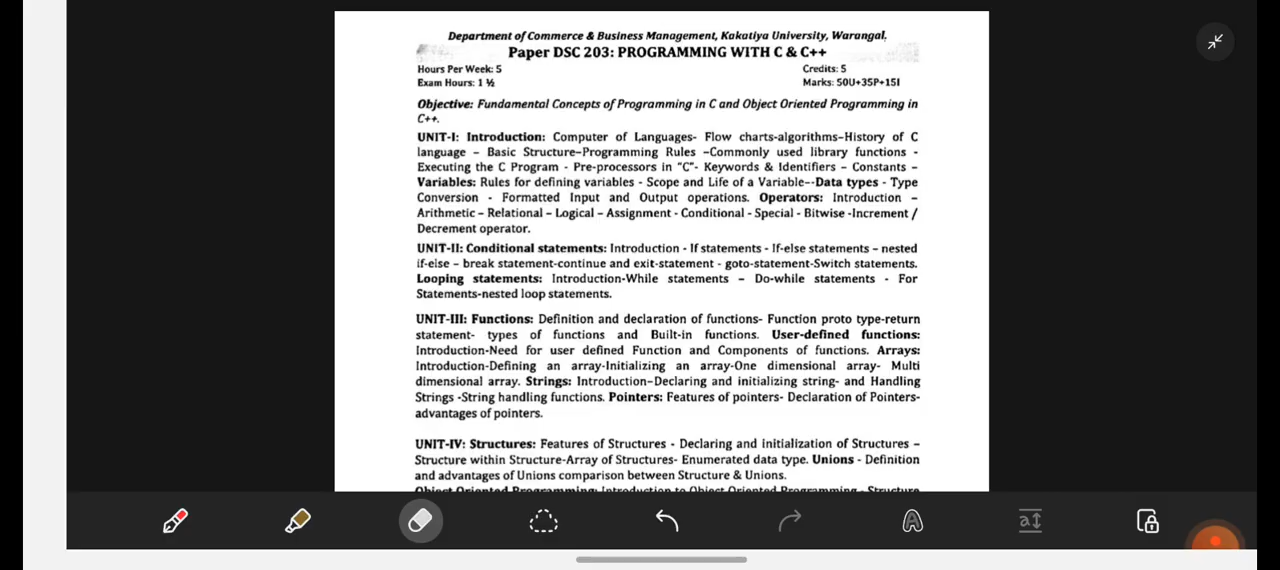 Department of Commerce & Business Management, Kakatiya University, Warangal.
Paper DSC 203: PROGRAMMING WITH C & C++
Hours Per Week: 5 Credits: 5
Exam Hours: 1 ½ Marks: 50U+35P+15I
Objective: Fundamental Concepts of Programming in C and Object Oriented Programming in
C++.
UNIT-I: Introduction: Computer of Languages- Flow charts-algorithms–History of C
language – Basic Structure–Programming Rules –Commonly used library functions -
Executing the C Program - Pre-processors in "C"- Keywords & Identifiers – Constants –
Variables: Rules for defining variables - Scope and Life of a Variable--Data types - Type
Conversion - Formatted Input and Output operations. Operators: Introduction –
Arithmetic – Relational – Logical – Assignment - Conditional - Special - Bitwise -Increment /
Decrement operator.
UNIT-II: Conditional statements: Introduction - If statements - If-else statements – nested
if-else – break statement-continue and exit-statement - goto-statement-Switch statements.
Looping statements: Introduction-While statements – Do-while statements - For
Statements-nested loop statements.
UNIT-III: Functions: Definition and declaration of functions- Function proto type-return
statement- types of functions and Built-in functions. User-defined functions:
Introduction-Need for user defined Function and Components of functions. Arrays:
Introduction-Defining an array-Initializing an array-One dimensional array- Multi
dimensional array. Strings: Introduction–Declaring and initializing string- and Handling
Strings -String handling functions. Pointers: Features of pointers- Declaration of Pointers-
advantages of pointers.
UNIT-IV: Structures: Features of Structures - Declaring and initialization of Structures –
Structure within Structure-Array of Structures- Enumerated data type. Unions - Definition
and advantages of Unions comparison between Structure & Unions.
Object Oriented Programming: Introduction to Object Oriented Programming - Structure